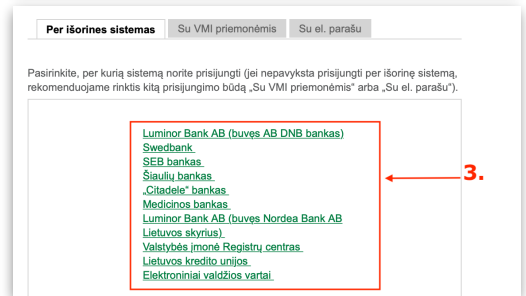 Per išorines sistemas
Su VMI priemonėmis
Su el. parašu
Pasirinkite, per kurią sistemą norite prisijungti (jei nepavyksta prisijungti per išorinę sistemą,
rekomenduojame rinktis kitą prisijungimo būdą „Su VMI priemonėmis“ arba „Su el. parašu“).
Luminor Bank AB (buvęs AB DNB bankas)
Swedbank
SEB bankas
Šiaulių bankas
„Citadele“ bankas
Medicinos bankas
Luminor Bank AB (buvęs Nordea Bank AB
Lietuvos skyrius)
Valstybės įmonė Registrų centras
Lietuvos kredito unijos
Elektroniniai valdžios vartai
3.